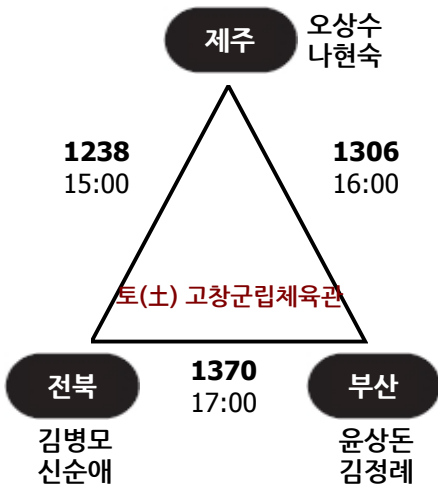 제주
오상수
나현숙
1238
15:00
1306
16:00
토(土) 고창군립체육관
전북
1370
17:00
부산
김병모
신순애
윤상돈
김정례